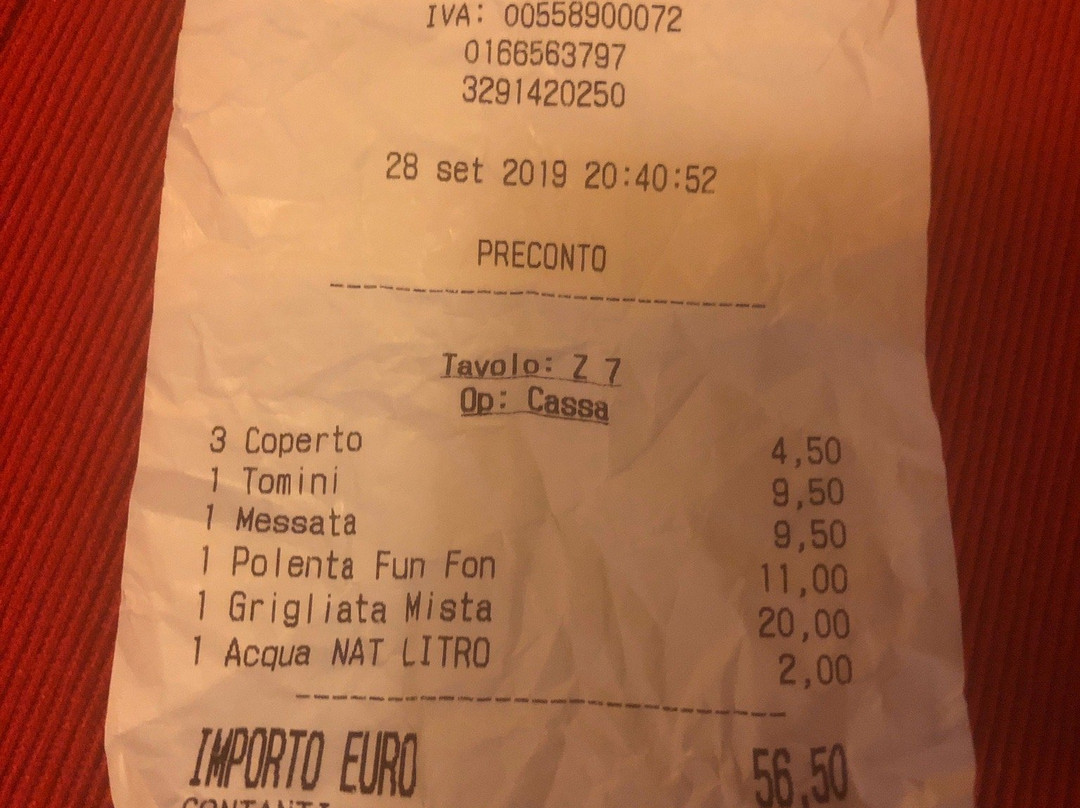 IVA: 00558900072
0166563797
3291420250
28 set 2019 20:40:52
PRECONTO
Tavolo: Z 7
Op: Cassa
3 Coperto 4,50
1 Tomini 9,50
1 Messata 9,50
1 Polenta Fun Fon 11,00
1 Grigliata Mista 20,00
1 Acqua NAT LITRO 2,00
IMPORTO EURO 56,50
CONTANTI